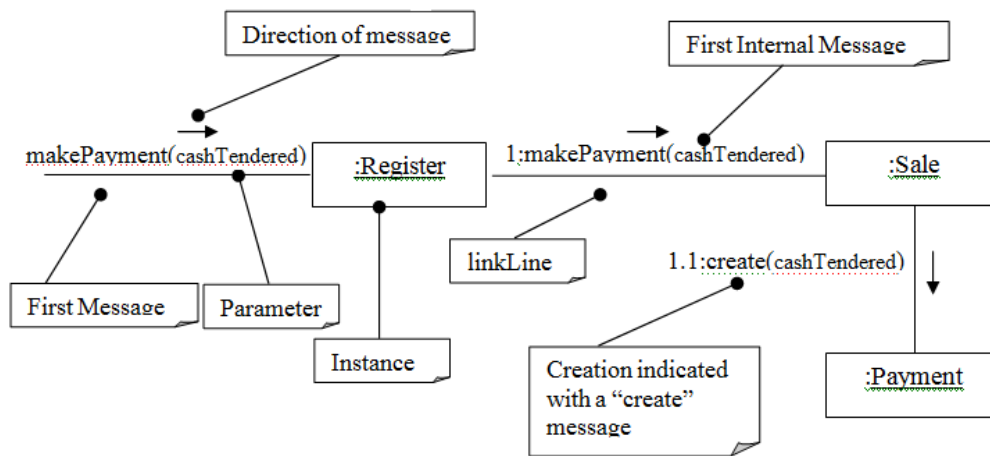 Direction of message
First Internal Message
makePayment(cashTendered)
:Register
1:makePayment(cashTendered)
:Sale
linkLine
1.1:create(cashTendered)
First Message
Parameter
Instance
Creation indicated
with a “create”
message
:Payment